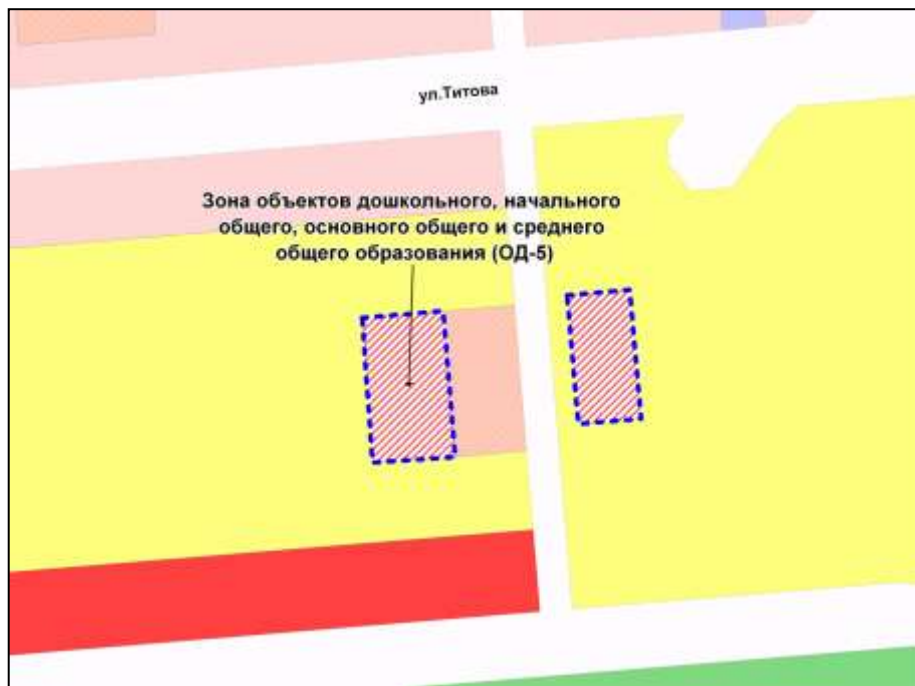 ул.Титова
Зона объектов дошкольного, начального
общего, основного общего и среднего
общего образования (ОД-5)